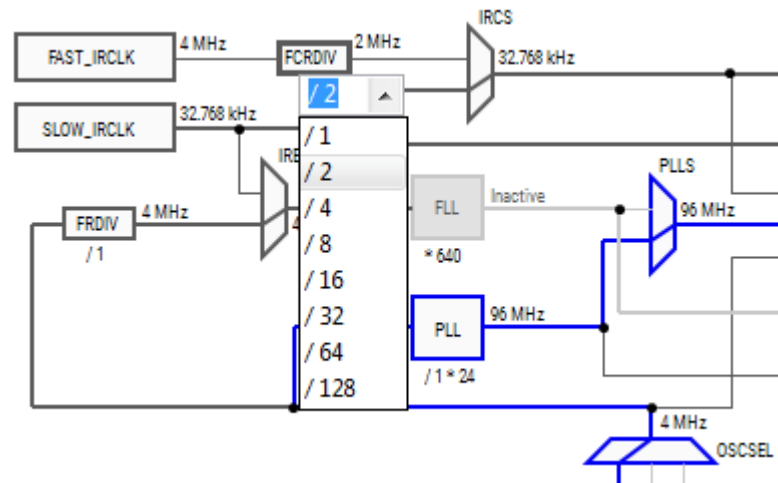 IRCS
FAST_IRCLK
4 MHz
FCRDIV
2 MHz
32.768 kHz
/ 2
SLOW_IRCLK
32.768 kHz
/ 1
/ 2
/ 4
/ 8
/ 16
/ 32
/ 64
/ 128
IRE
PLLS
FRDIV
4 MHz
/ 1
4
FLL
Inactive
* 640
96 MHz
PLL
96 MHz
/ 1 * 24
4 MHz
OSCSEL